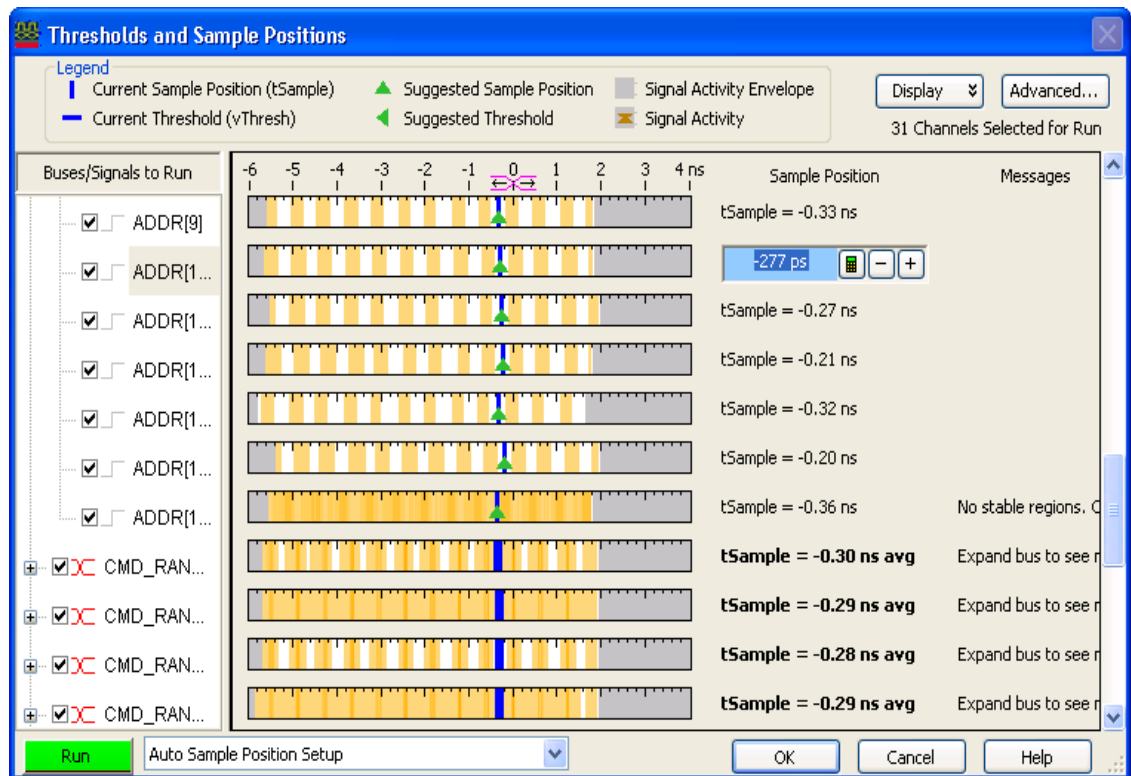 Thresholds and Sample Positions
Legend
Current Sample Position (tSample)
Suggested Sample Position
Signal Activity Envelope
Current Threshold (vThresh)
Suggested Threshold
Signal Activity
Display
Advanced...
31 Channels Selected for Run
Buses/Signals to Run
-6 -5 -4 -3 -2 -1 0 1 2 3 4 ns
Sample Position
Messages
ADDR[9]
tSample = -0.33 ns
ADDR[1...
-277 ps
ADDR[1...
tSample = -0.27 ns
ADDR[1...
tSample = -0.21 ns
ADDR[1...
tSample = -0.32 ns
ADDR[1...
tSample = -0.20 ns
ADDR[1...
tSample = -0.36 ns
No stable regions. C
CMD_RAN...
tSample = -0.30 ns avg
Expand bus to see r
CMD_RAN...
tSample = -0.29 ns avg
Expand bus to see r
CMD_RAN...
tSample = -0.28 ns avg
Expand bus to see r
CMD_RAN...
tSample = -0.29 ns avg
Expand bus to see r
Run
Auto Sample Position Setup
OK
Cancel
Help